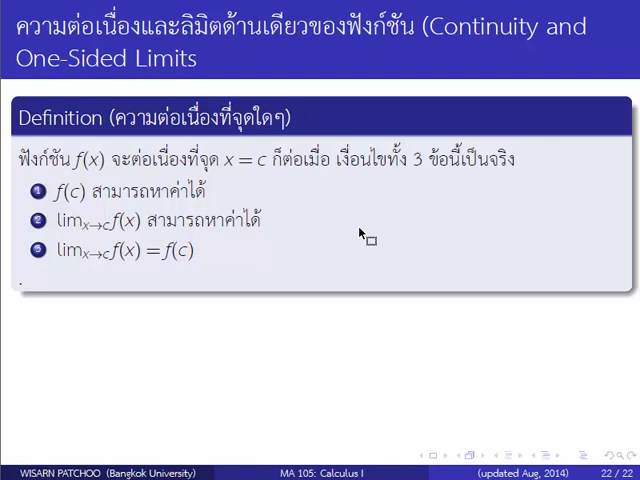 ความต่อเนื่องและลิมิตด้านเดียวของฟังก์ชัน (Continuity and
One-Sided Limits
Definition (ความต่อเนื่องที่จุดใดๆ)
ฟังก์ชัน f(x) จะต่อเนื่องที่จุด x = c ก็ต่อเมื่อ เงื่อนไขทั้ง 3 ข้อนี้เป็นจริง
1 f(c) สามารถหาค่าได้
2 lim x→c f(x) สามารถหาค่าได้
3 lim x→c f(x) = f(c)
.
WISARN PATCHOO (Bangkok University) MA 105: Calculus I (updated Aug, 2014) 22 / 22